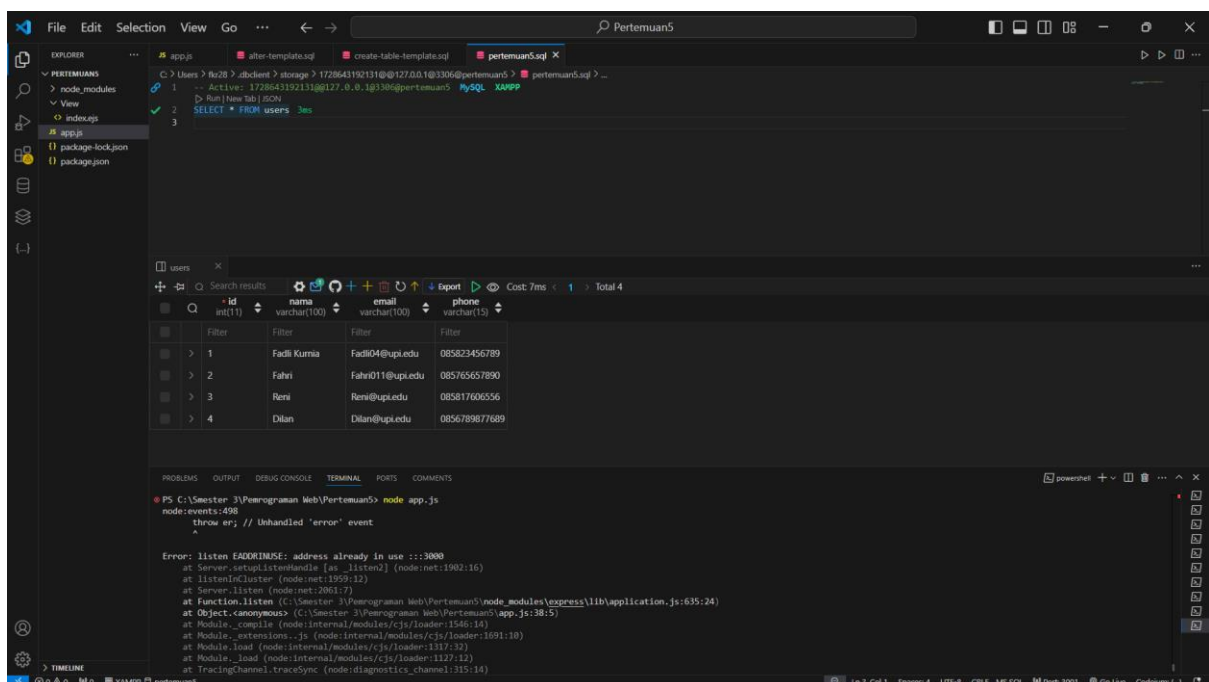 File Edit Selection View Go ··· ← → Pertemuan5
EXPLORER ···
PERTEMUAN5
node_modules
View
index.ejs
app.js
package-lock.json
package.json
TIMELINE
app.js alter-template.sql create-table-template.sql pertemuan5.sql
C: > Users > fkr28 > .dbclient > storage > 1728643192131@@127.0.0.1@3306@pertemuan5 > pertemuan5.sql > ...
1 -- Active: 1728643192131@@127.0.0.1@3306@pertemuan5 MySQL XAMPP
Run | New Tab | JSON
2 SELECT * FROM users 3ms
3
users
Search results Export Cost: 7ms < 1 > Total 4
* id nama email phone
int(11) varchar(100) varchar(100) varchar(15)
Filter Filter Filter Filter
1 Fadli Kurnia Fadli04@upi.edu 085823456789
2 Fahri Fahri011@upi.edu 085765657890
3 Reni Reni@upi.edu 085817606556
4 Dilan Dilan@upi.edu 0856789877689
PROBLEMS OUTPUT DEBUG CONSOLE TERMINAL PORTS COMMENTS powershell
PS C:\Smester 3\Pemrograman Web\Pertemuan5> node app.js
node:events:498
throw er; // Unhandled 'error' event
^
Error: listen EADDRINUSE: address already in use :::3000
at Server.setupListenHandle [as _listen2] (node:net:1902:16)
at listenInCluster (node:net:1959:12)
at Server.listen (node:net:2061:7)
at Function.listen (C:\Smester 3\Pemrograman Web\Pertemuan5\node_modules\express\lib\application.js:635:24)
at Object.<anonymous> (C:\Smester 3\Pemrograman Web\Pertemuan5\app.js:38:5)
at Module._compile (node:internal/modules/cjs/loader:1546:14)
at Module._extensions..js (node:internal/modules/cjs/loader:1691:10)
at Module.load (node:internal/modules/cjs/loader:1317:32)
at Module._load (node:internal/modules/cjs/loader:1127:12)
at TracingChannel.traceSync (node:diagnostics_channel:315:14)